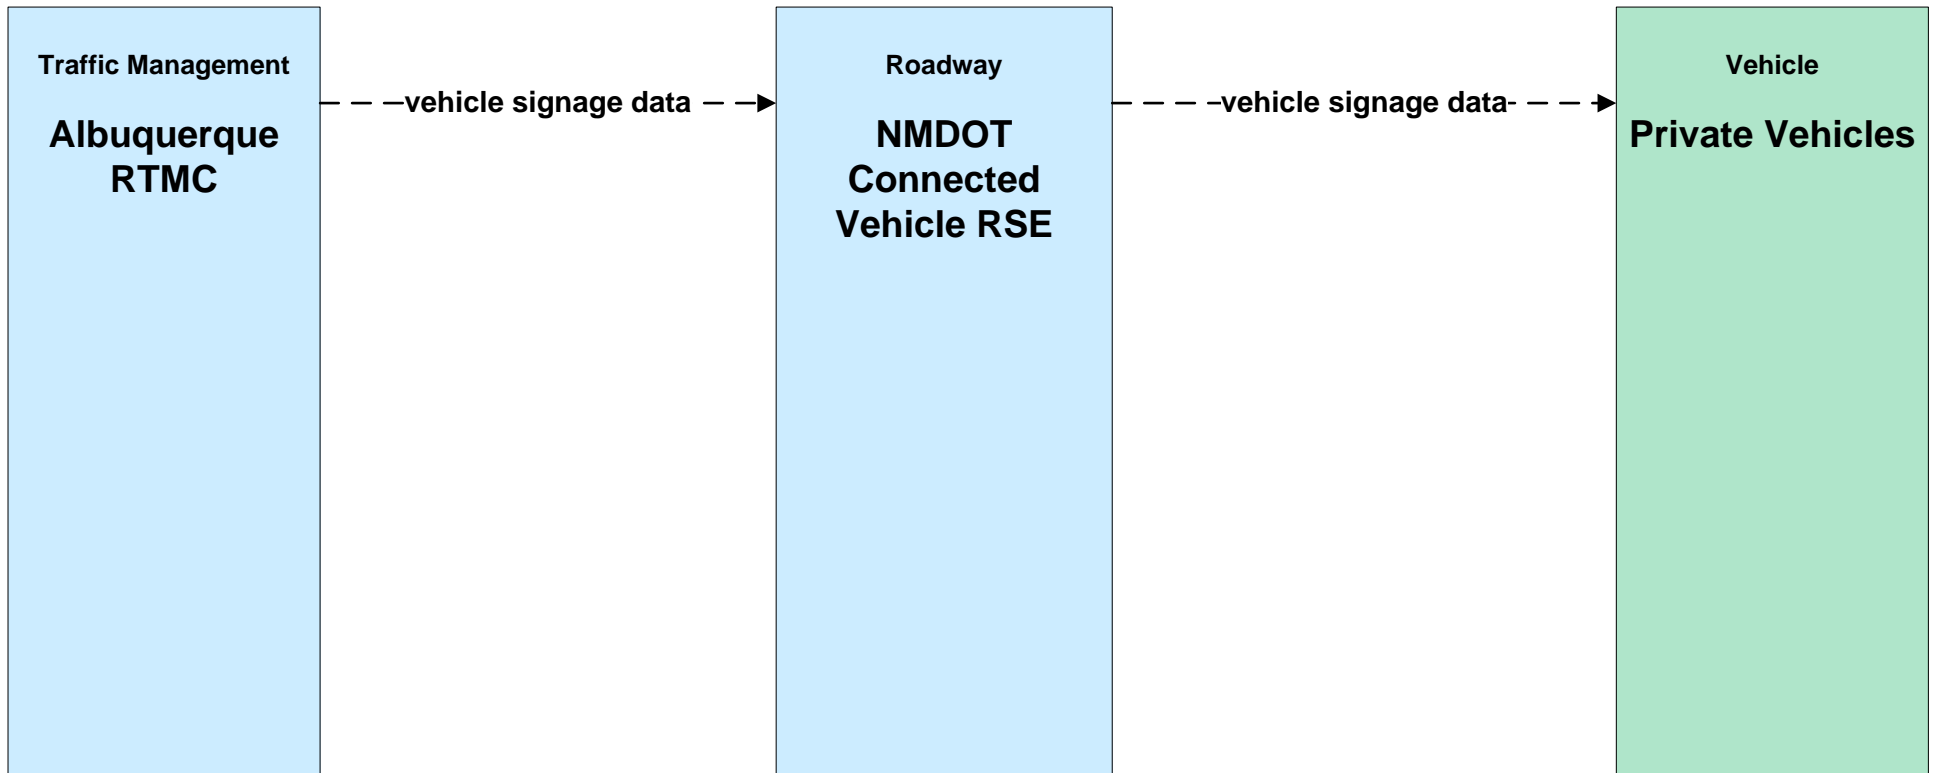 Traffic Management
Albuquerque
RTMC
vehicle signage data
Roadway
NMDOT
Connected
Vehicle RSE
vehicle signage data
Vehicle
Private Vehicles